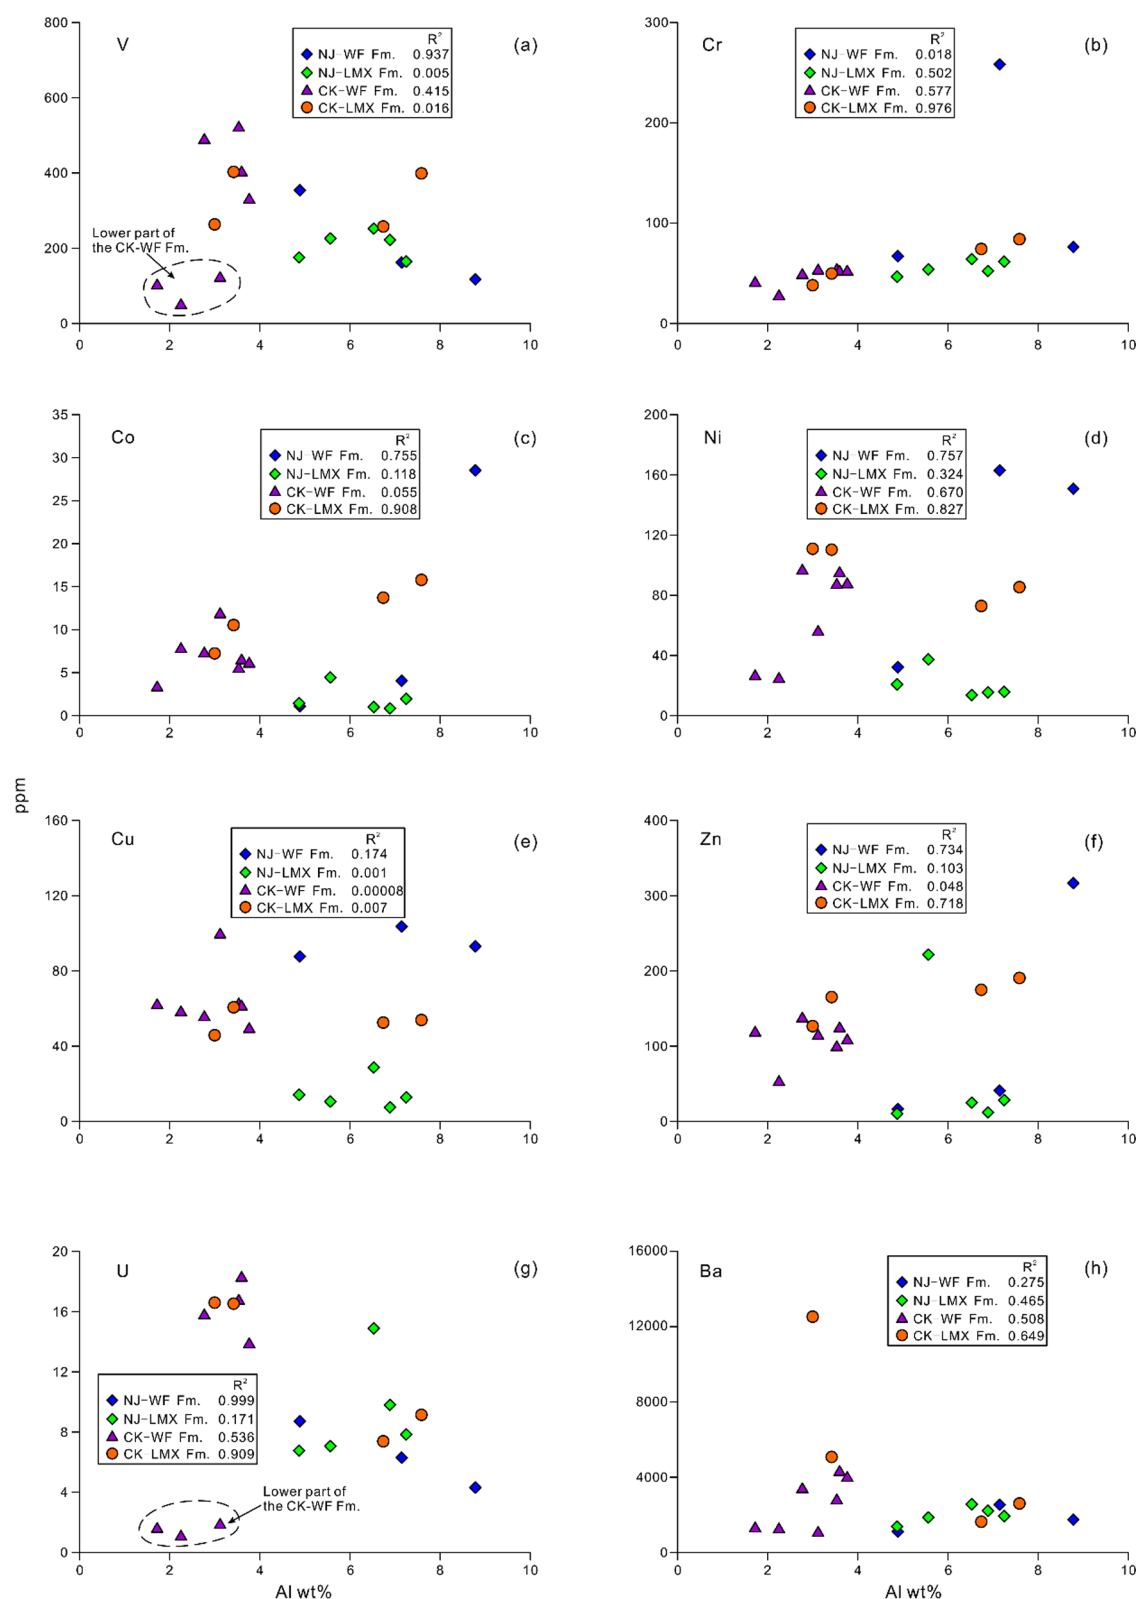 V
(a)
R²
NJ-WF Fm. 0.937
NJ-LMX Fm. 0.005
CK-WF Fm. 0.415
CK-LMX Fm. 0.016
Lower part of
the CK-WF Fm.
800
600
400
200
0
0 2 4 6 8 10
Cr
(b)
R²
NJ-WF Fm. 0.018
NJ-LMX Fm. 0.502
CK-WF Fm. 0.577
CK-LMX Fm. 0.976
300
200
100
0
0 2 4 6 8 10
Co
(c)
R²
NJ-WF Fm. 0.755
NJ-LMX Fm. 0.118
CK-WF Fm. 0.055
CK-LMX Fm. 0.908
35
30
25
20
15
10
5
0
0 2 4 6 8 10
Ni
(d)
R²
NJ-WF Fm. 0.757
NJ-LMX Fm. 0.324
CK-WF Fm. 0.670
CK-LMX Fm. 0.827
200
160
120
80
40
0
0 2 4 6 8 10
ppm
Cu
(e)
R²
NJ-WF Fm. 0.174
NJ-LMX Fm. 0.001
CK-WF Fm. 0.00008
CK-LMX Fm. 0.007
160
120
80
40
0
0 2 4 6 8 10
Zn
(f)
R²
NJ-WF Fm. 0.734
NJ-LMX Fm. 0.103
CK-WF Fm. 0.048
CK-LMX Fm. 0.718
400
300
200
100
0
0 2 4 6 8 10
U
(g)
R²
NJ-WF Fm. 0.999
NJ-LMX Fm. 0.171
CK-WF Fm. 0.536
CK-LMX Fm. 0.909
Lower part of
the CK-WF Fm.
20
16
12
8
4
0
0 2 4 6 8 10
Al wt%
Ba
(h)
R²
NJ-WF Fm. 0.275
NJ-LMX Fm. 0.465
CK-WF Fm. 0.508
CK-LMX Fm. 0.649
16000
12000
8000
4000
0
0 2 4 6 8 10
Al wt%